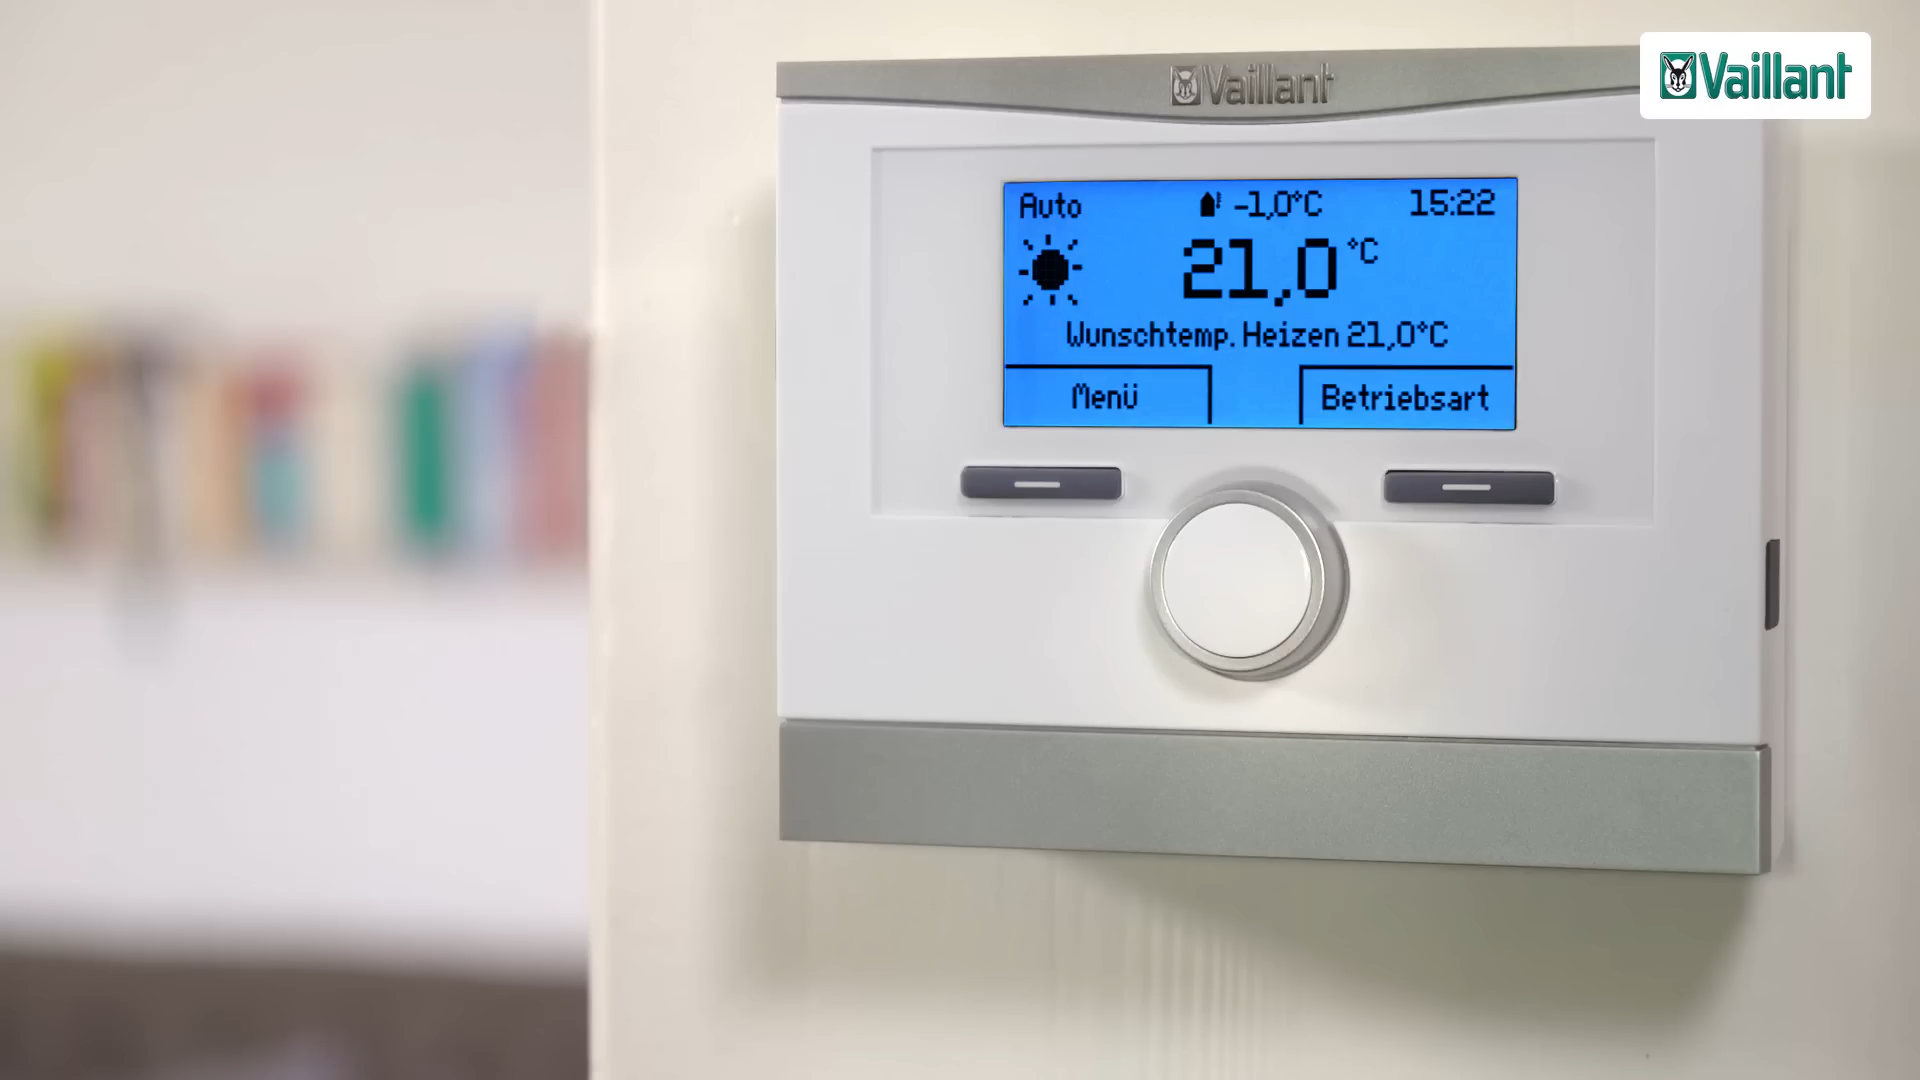 Vaillant
Vaillant
Auto -1,0°C 15:22
21,0 °C
Wunschtemp. Heizen 21,0°C
Menü Betriebsart